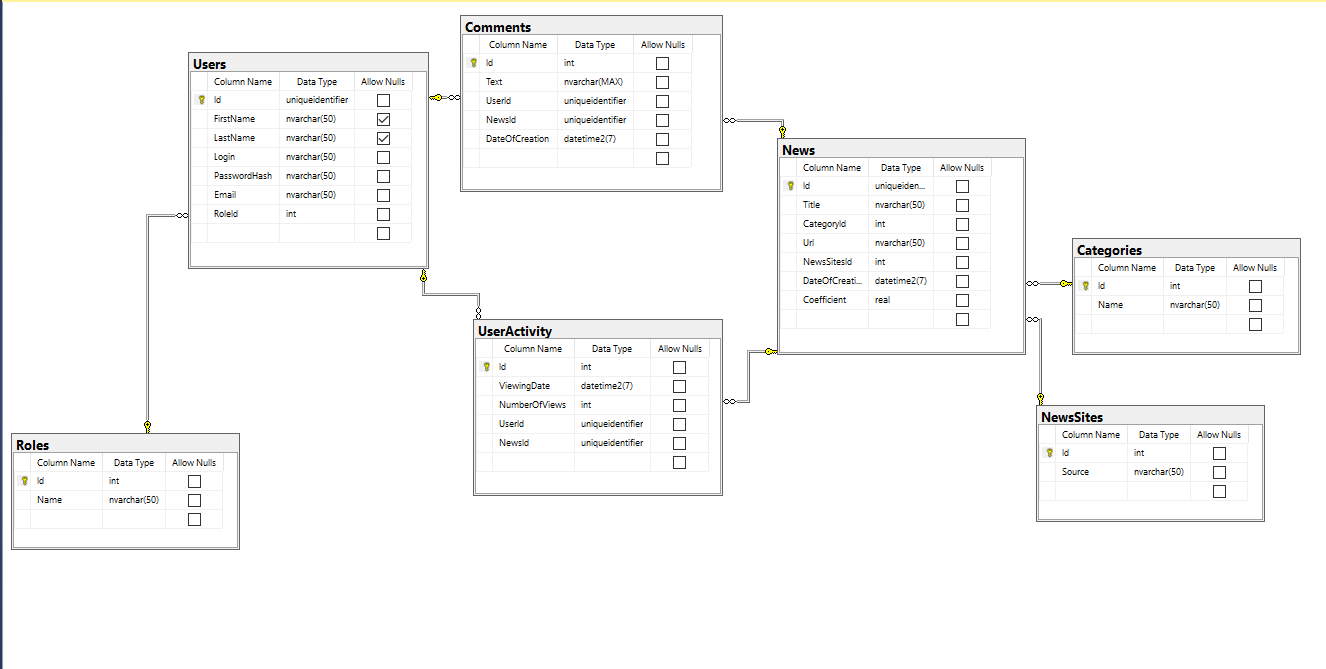 Comments
Column Name Data Type Allow Nulls
Id int
Text nvarchar(MAX)
UserId uniqueidentifier
NewsId uniqueidentifier
DateOfCreation datetime2(7)
Users
Column Name Data Type Allow Nulls
Id uniqueidentifier
FirstName nvarchar(50)
LastName nvarchar(50)
Login nvarchar(50)
PasswordHash nvarchar(50)
Email nvarchar(50)
RoleId int
News
Column Name Data Type Allow Nulls
Id uniqueiden...
Title nvarchar(50)
CategoryId int
Url nvarchar(50)
NewsSitesId int
DateOfCreati... datetime2(7)
Coefficient real
Categories
Column Name Data Type Allow Nulls
Id int
Name nvarchar(50)
UserActivity
Column Name Data Type Allow Nulls
Id int
ViewingDate datetime2(7)
NumberOfViews int
UserId uniqueidentifier
NewsId uniqueidentifier
NewsSites
Column Name Data Type Allow Nulls
Id int
Source nvarchar(50)
Roles
Column Name Data Type Allow Nulls
Id int
Name nvarchar(50)